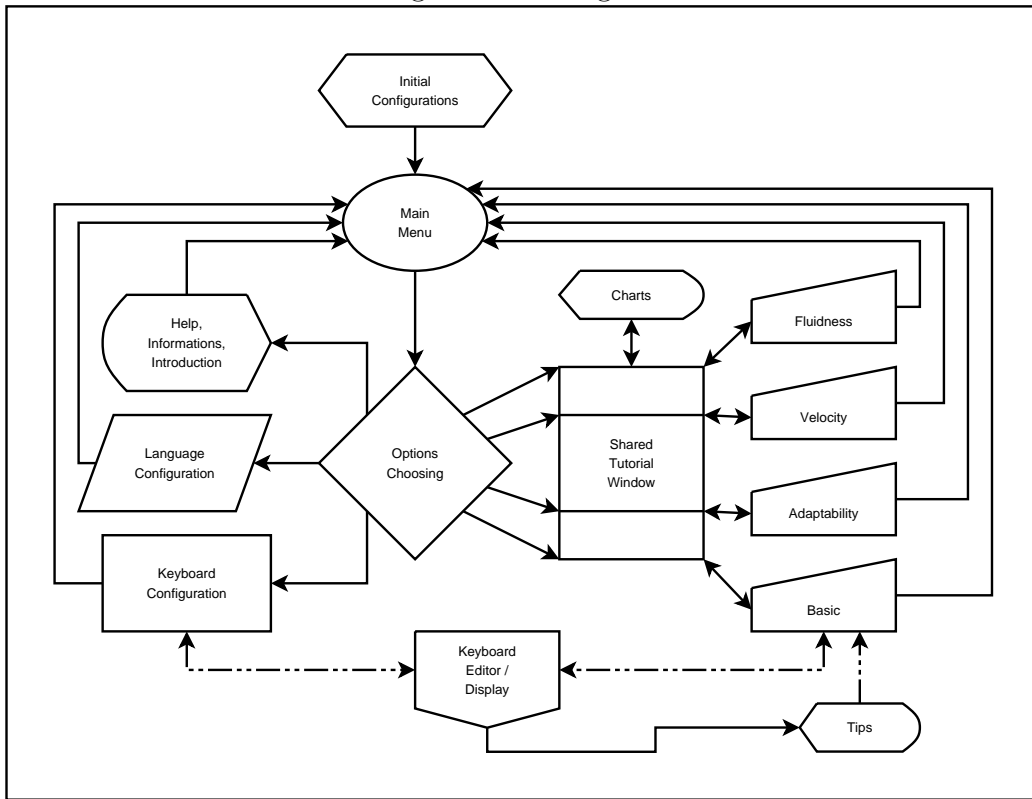 Initial
Configurations
Main
Menu
Charts
Fluidness
Help,
Informations,
Introduction
Velocity
Language
Configuration
Options
Choosing
Shared
Tutorial
Window
Adaptability
Keyboard
Configuration
Basic
Keyboard
Editor /
Display
Tips